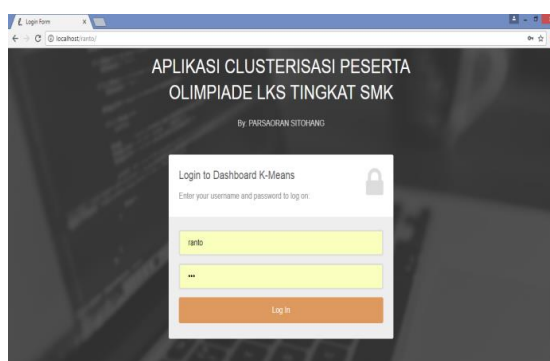 Login Form
localhost/ranto/
APLIKASI CLUSTERISASI PESERTA
OLIMPIADE LKS TINGKAT SMK
By: PARSAORAN SITOHANG
Login to Dashboard K-Means
Enter your username and password to log on.
ranto
•••
Log In